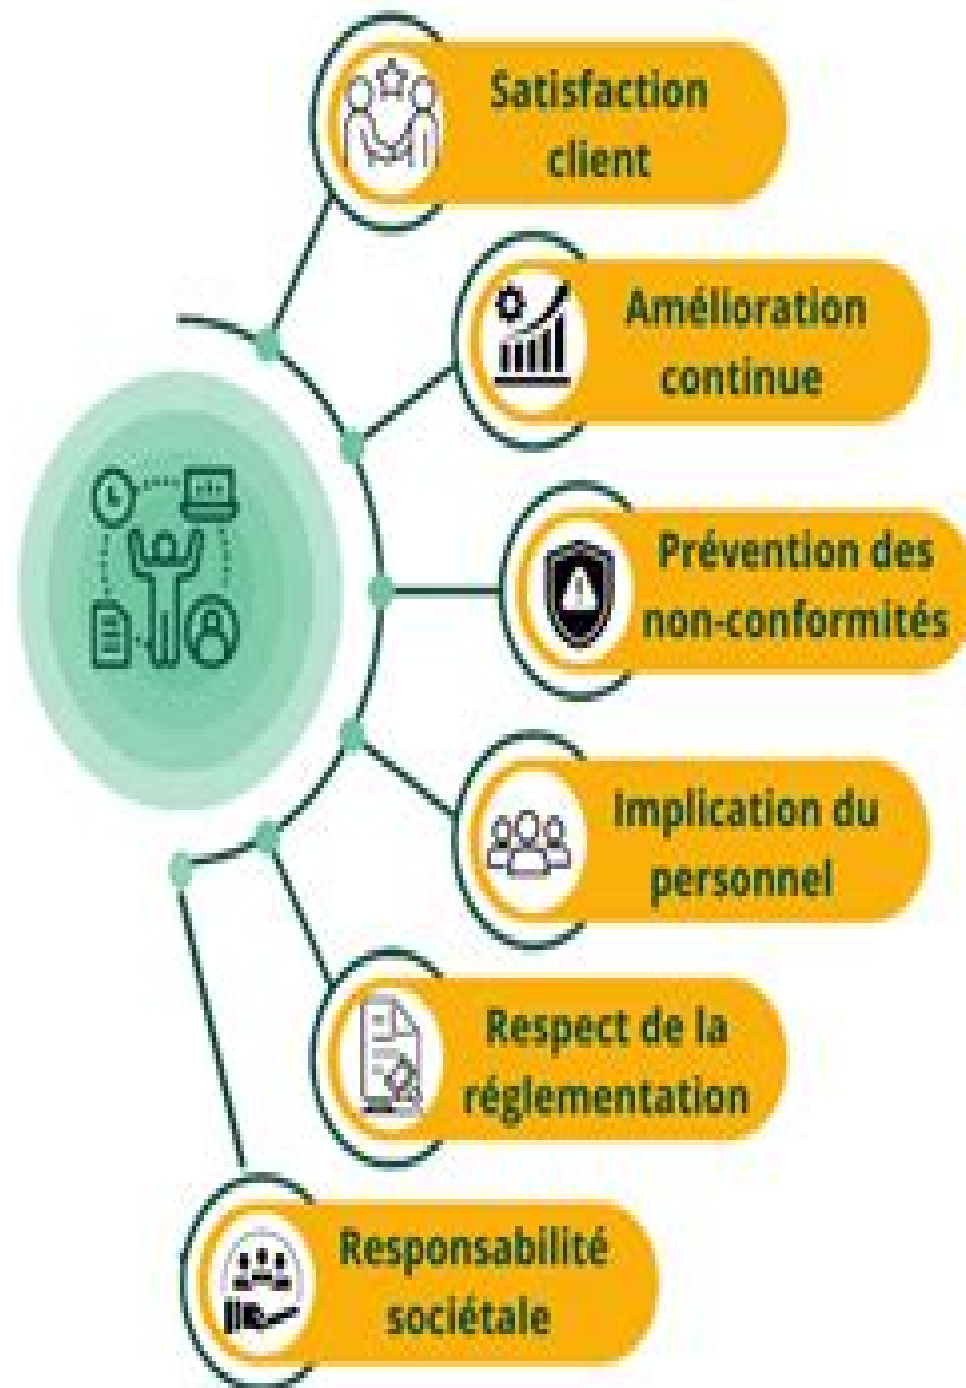 Satisfaction
client
Amélioration
continue
Prévention des
non-conformités
Implication du
personnel
Respect de la
réglementation
Responsabilité
sociétale